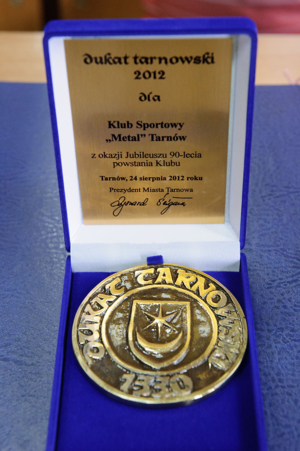 dukat tarnowski
2012
dla
Klub Sportowy
„Metal” Tarnów
z okazji Jubileuszu 90-lecia
powstania Klubu
Tarnów, 24 sierpnia 2012 roku
Prezydent Miasta Tarnowa
DUKAT TARNOWSKI
1330